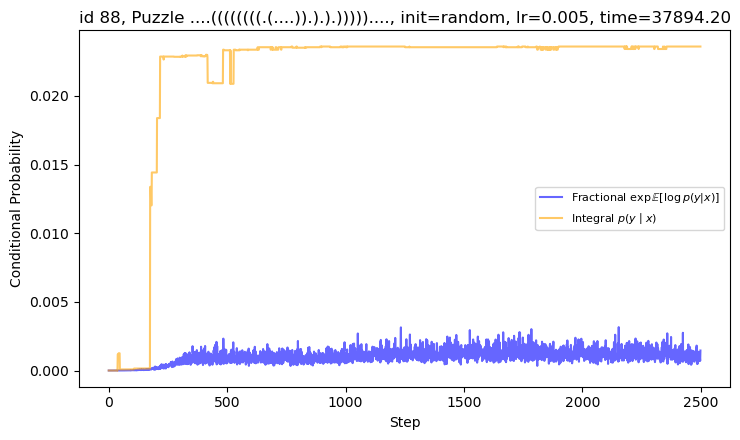 id 88, Puzzle ....((((((((.(.(....)).).).)))))...., init=random, lr=0.005, time=37894.20
Conditional Probability
0.020
0.015
0.010
0.005
0.000
Fractional exp𝔼[log p(y|x)]
Integral p(y | x)
0 500 1000 1500 2000 2500
Step